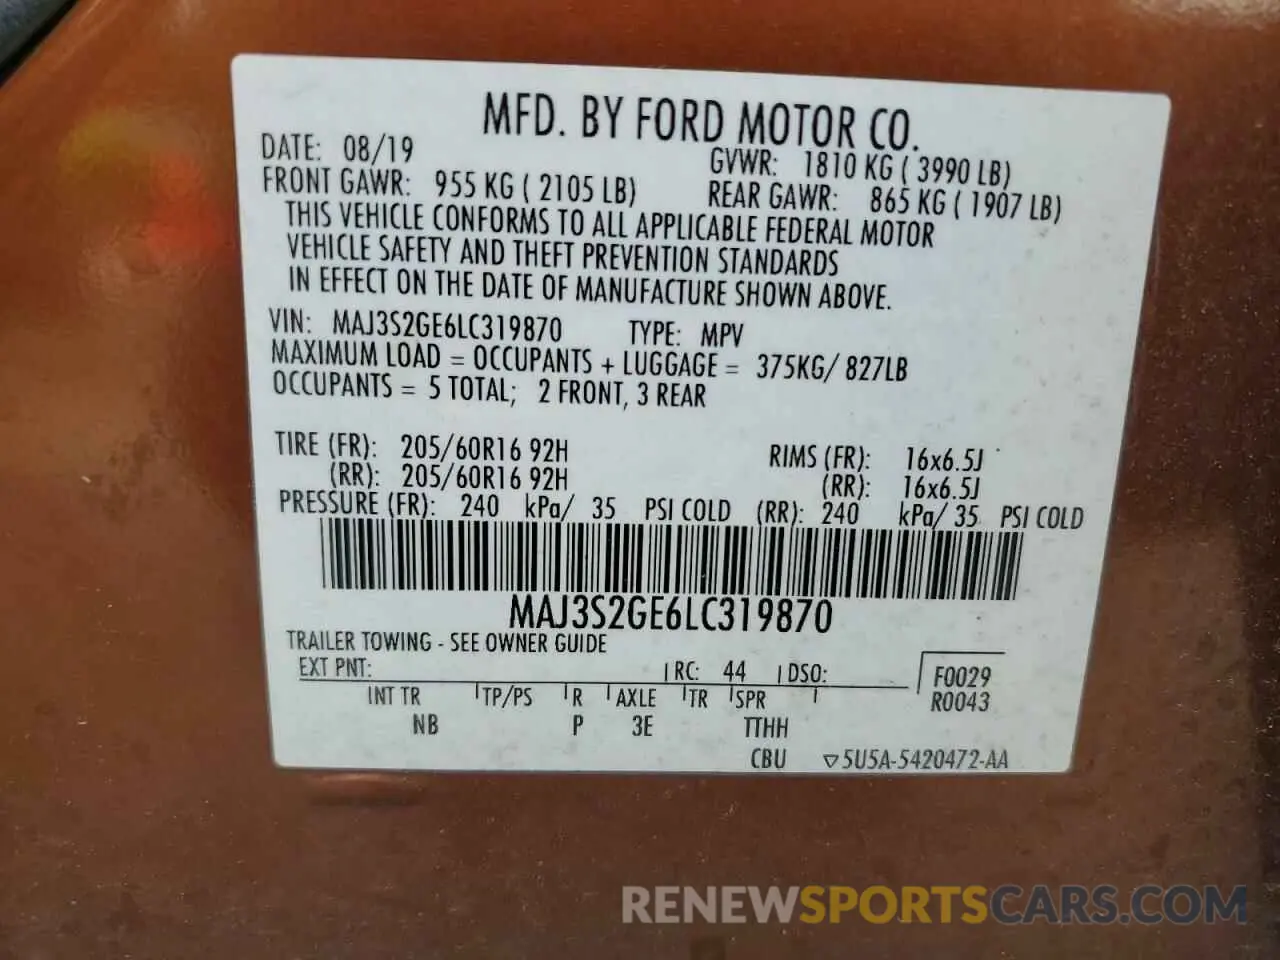 MFD. BY FORD MOTOR CO.
DATE: 08/19 GVWR: 1810 KG ( 3990 LB)
FRONT GAWR: 955 KG ( 2105 LB) REAR GAWR: 865 KG ( 1907 LB)
THIS VEHICLE CONFORMS TO ALL APPLICABLE FEDERAL MOTOR
VEHICLE SAFETY AND THEFT PREVENTION STANDARDS
IN EFFECT ON THE DATE OF MANUFACTURE SHOWN ABOVE.
VIN: MAJ3S2GE6LC319870 TYPE: MPV
MAXIMUM LOAD = OCCUPANTS + LUGGAGE = 375KG/ 827LB
OCCUPANTS = 5 TOTAL; 2 FRONT, 3 REAR
TIRE (FR): 205/60R16 92H RIMS (FR): 16x6.5J
(RR): 205/60R16 92H (RR): 16x6.5J
PRESSURE (FR): 240 kPa/ 35 PSI COLD (RR): 240 kPa/ 35 PSI COLD
MAJ3S2GE6LC319870
TRAILER TOWING - SEE OWNER GUIDE
EXT PNT: RC: 44 DSO: F0029
INT TR TP/PS R AXLE TR SPR R0043
NB P 3E TTHH
CBU ▽5U5A-5420472-AA
RENEWSPORTSCARS.COM